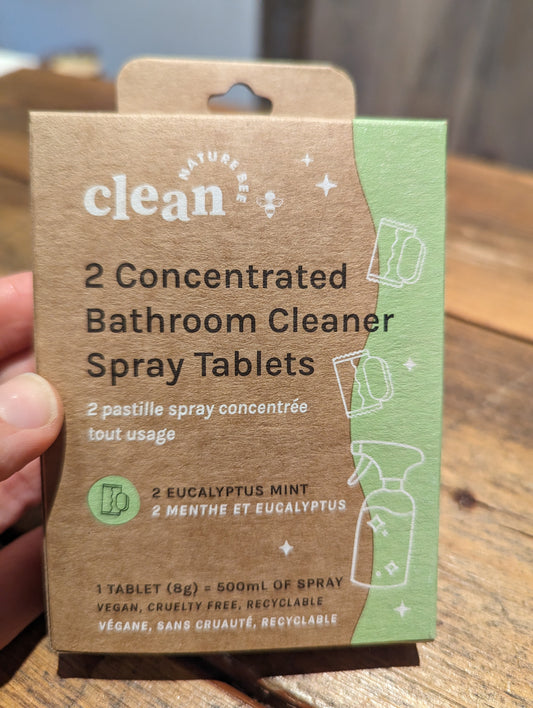 NATURE BEE
clean
2 Concentrated
Bathroom Cleaner
Spray Tablets
2 pastille spray concentrée
tout usage
2 EUCALYPTUS MINT
2 MENTHE ET EUCALYPTUS
1 TABLET (8g) = 500mL OF SPRAY
VEGAN, CRUELTY FREE, RECYCLABLE
VÉGANE, SANS CRUAUTÉ, RECYCLABLE